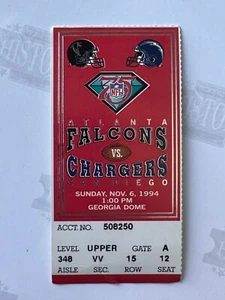 75
NFL
ATLANTA
FALCONS
VS.
CHARGERS
SAN DIEGO
SUNDAY, NOV. 6, 1994
1:00 PM
GEORGIA DOME
ACCT. NO. 508250
LEVEL UPPER GATE A
348 VV 15 12
AISLE SEC. ROW SEAT